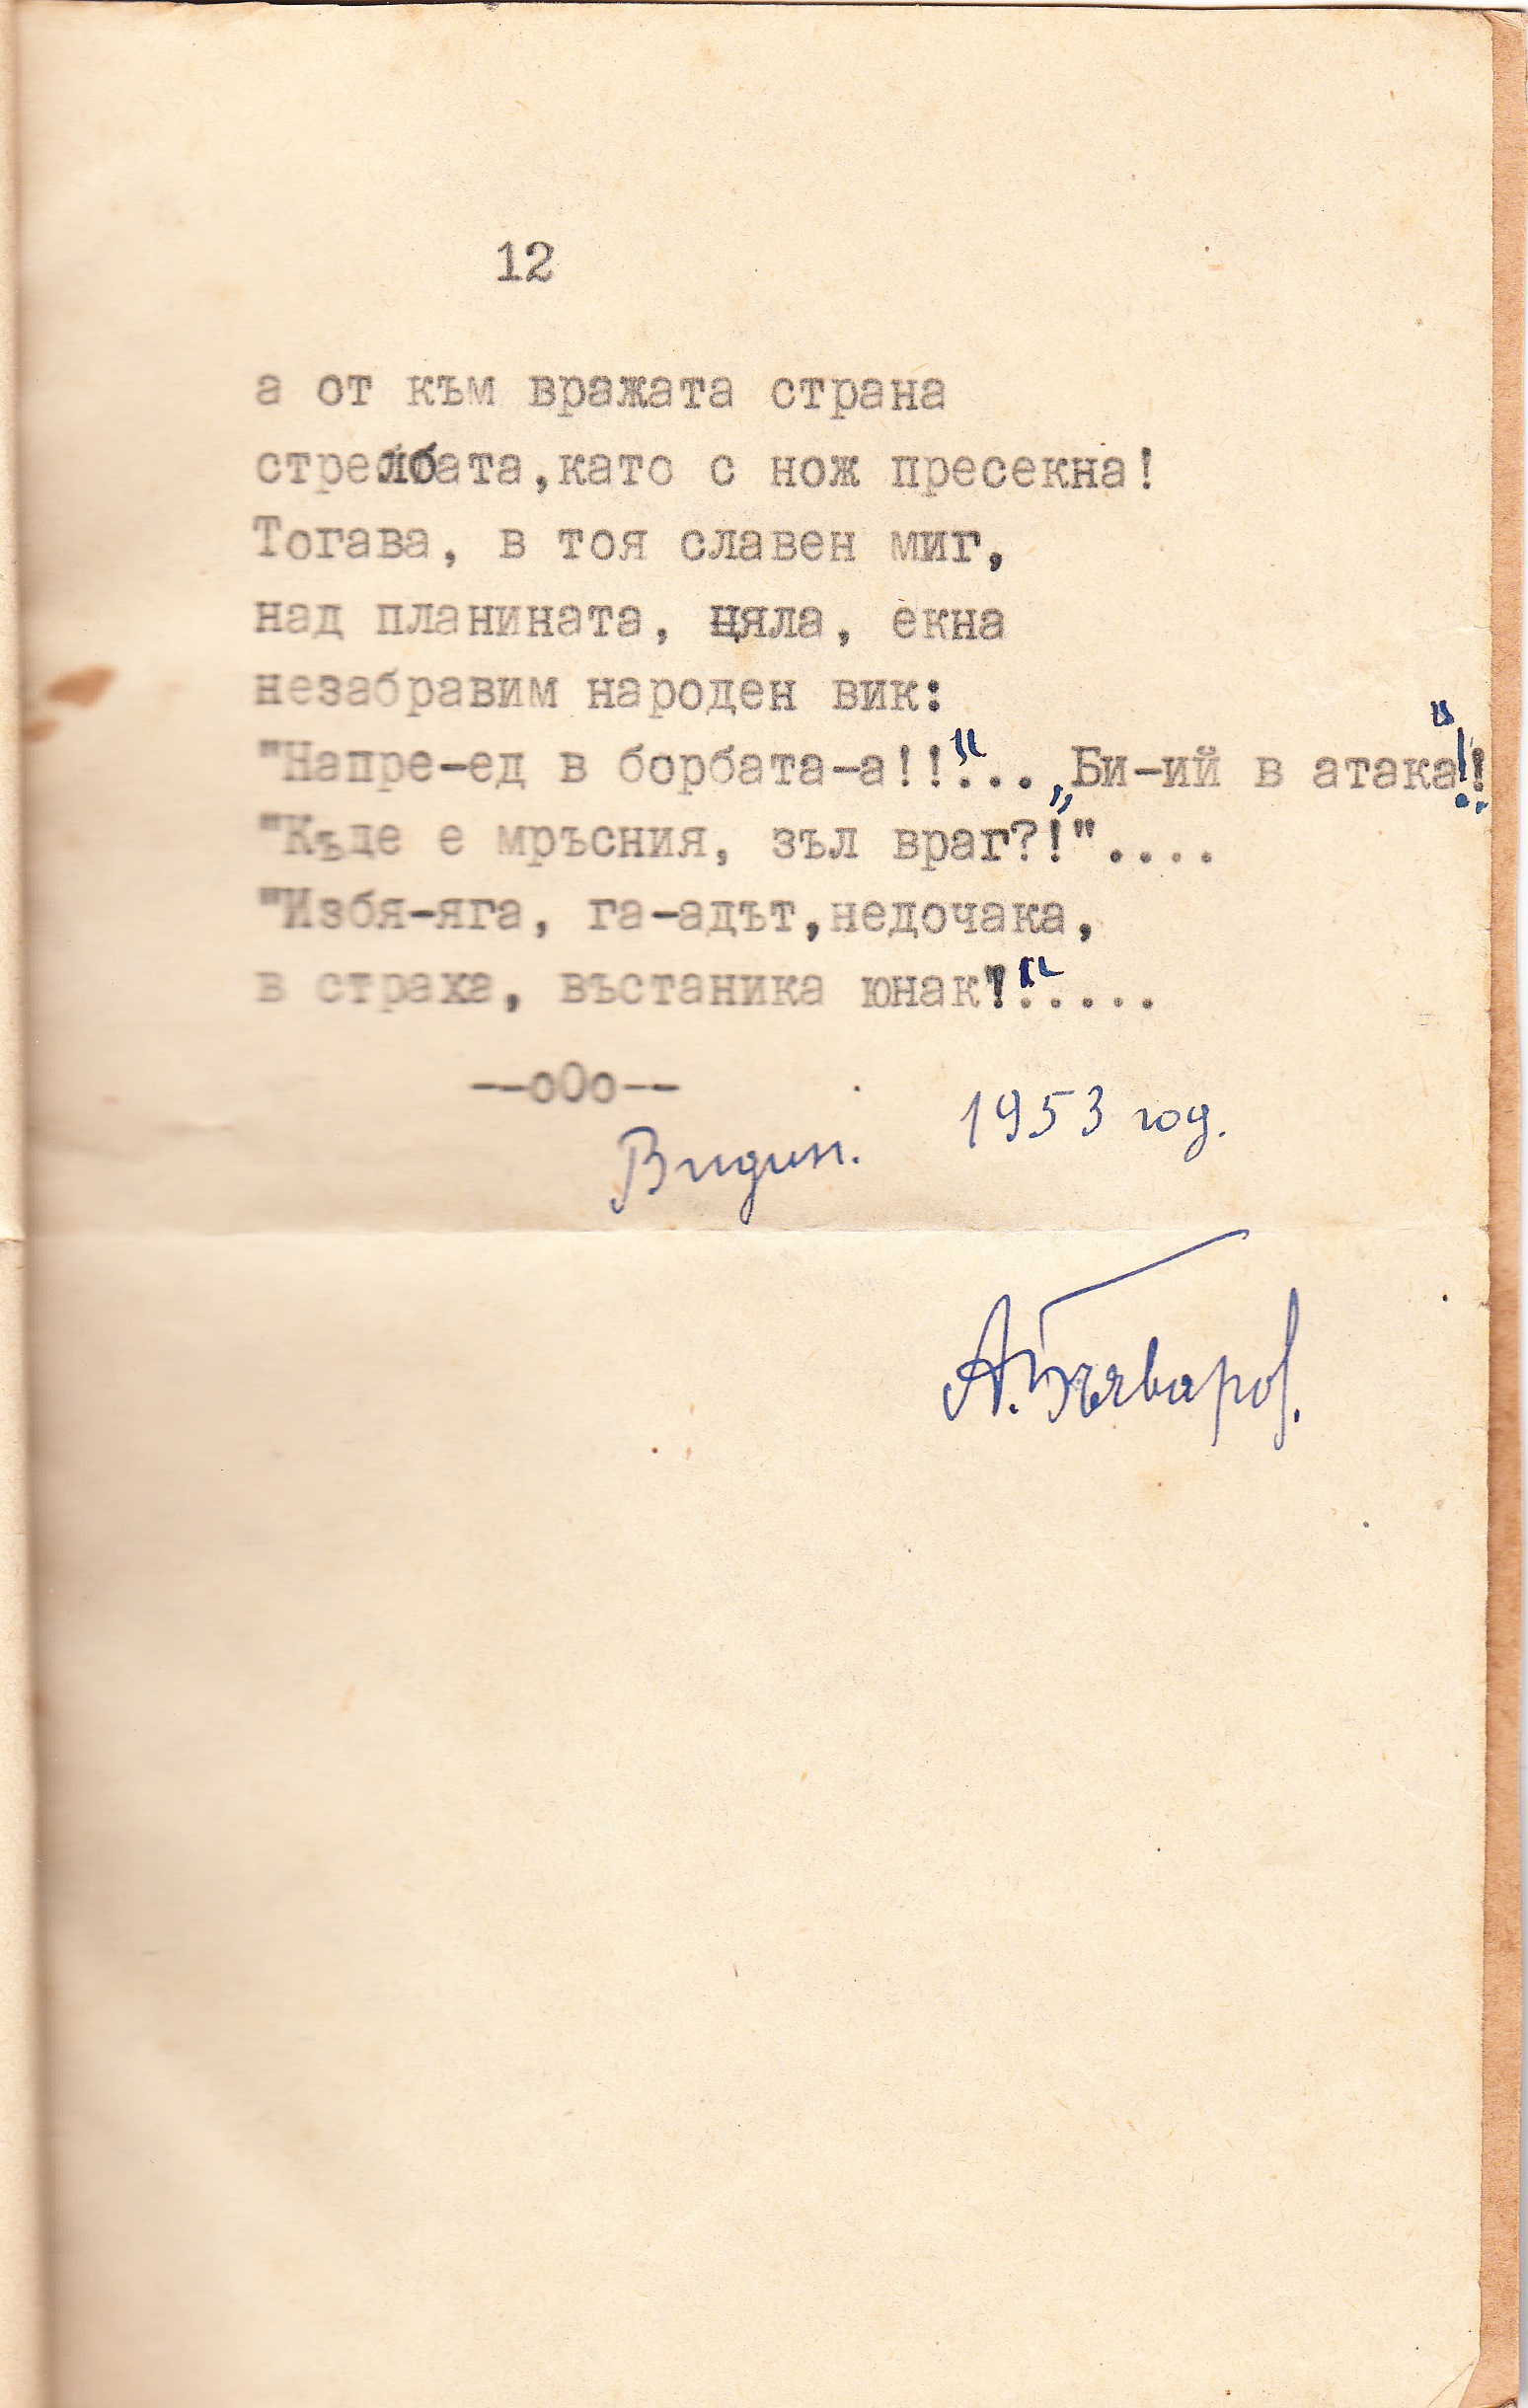 12
а от към вражата страна
стрелбата,като с нож пресекна!
Тогава, в тоя славен миг,
над планината, цяла, екна
незабравим народен вик:
"Напре-ед в борбата-а!!!"... „Би-ий в атака"!!
"Къде е мръсния, зъл враг?!"....
"Избя-яга, га-адът,недочака,
в страха, въстаника юнак!!".....
--оОо--
Видин. 1953 год.
А.